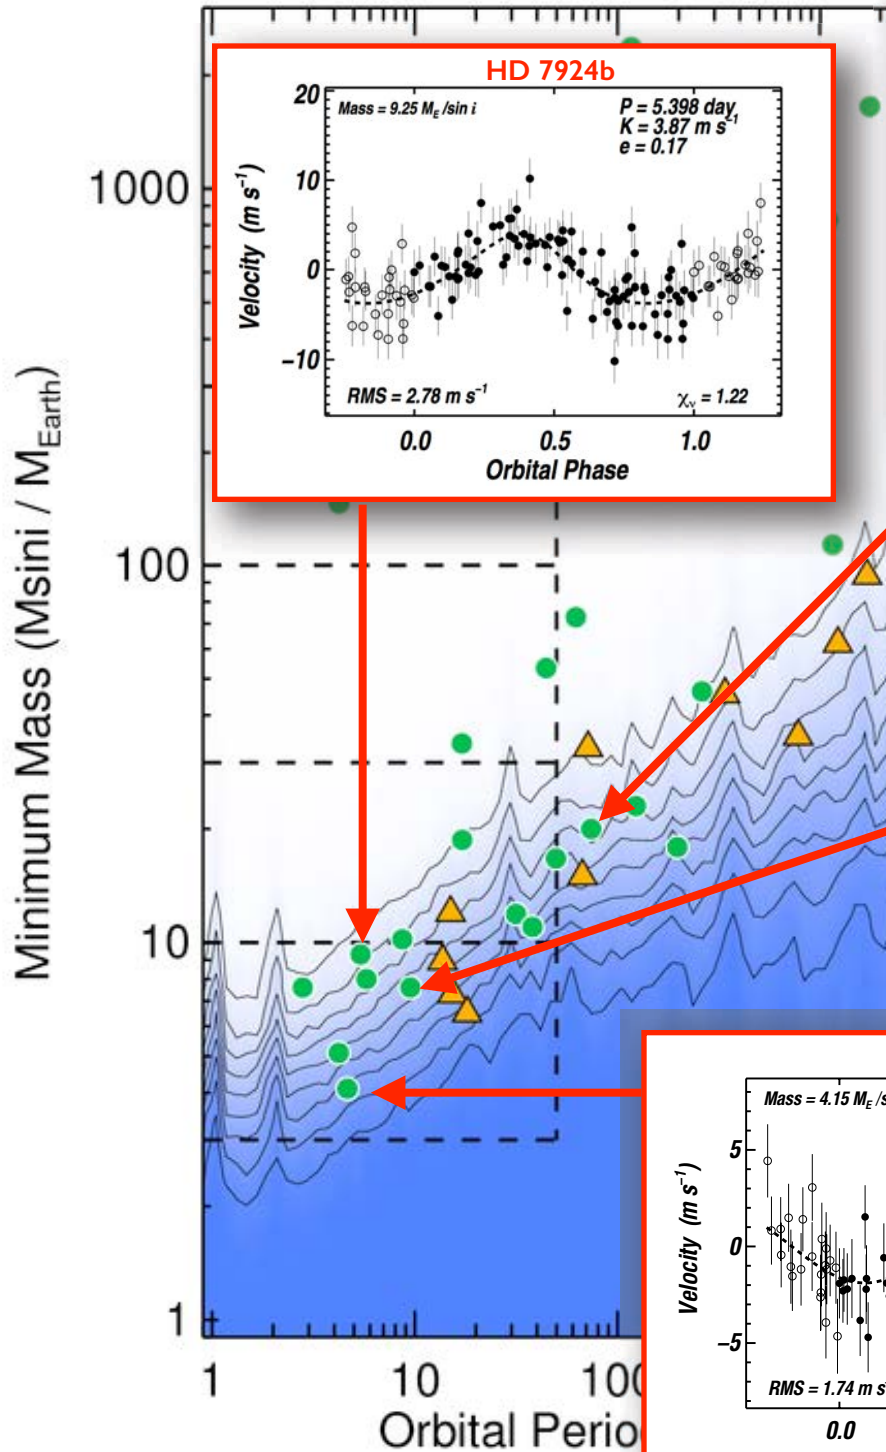 HD 7924b
20
10
0
−10
Velocity (m s⁻¹)
Mass = 9.25 M_E /sin i
P = 5.398 day
K = 3.87 m s⁻¹
e = 0.17
RMS = 2.78 m s⁻¹
χ_ν = 1.22
0.0 0.5 1.0
Orbital Phase
Minimum Mass (Msini / M_Earth)
1000
100
10
1
1 10 100
Orbital Perio
Mass = 4.15 M_E /s
Velocity (m s⁻¹)
5
0
−5
RMS = 1.74 m s
0.0